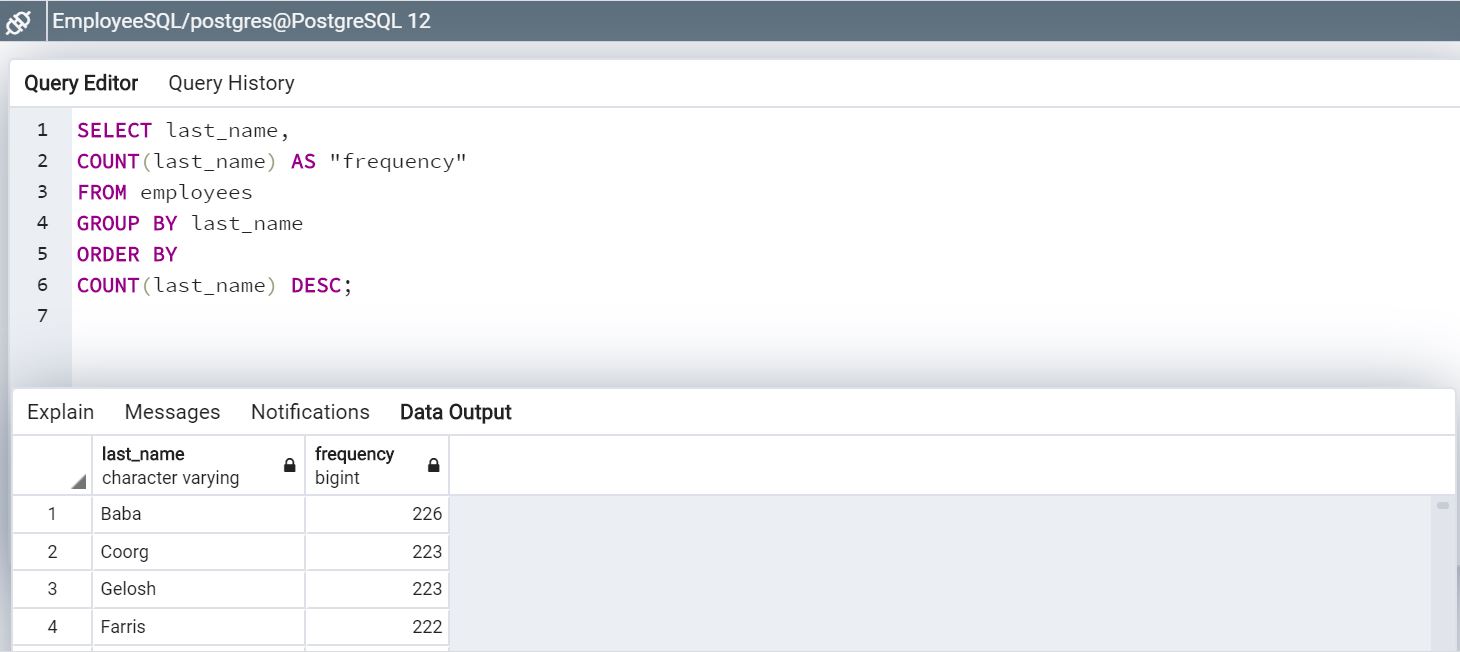 EmployeeSQL/postgres@PostgreSQL 12
Query Editor Query History
1 SELECT last_name,
2 COUNT(last_name) AS "frequency"
3 FROM employees
4 GROUP BY last_name
5 ORDER BY
6 COUNT(last_name) DESC;
7
Explain Messages Notifications Data Output
last_name frequency
character varying bigint
1 Baba 226
2 Coorg 223
3 Gelosh 223
4 Farris 222